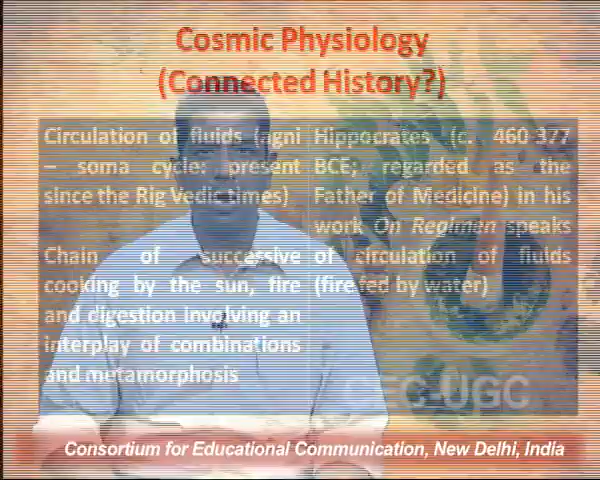 Cosmic Physiology
(Connected History?)
Circulation of fluids (agni
– soma cycle: present
since the Rig Vedic times)
Chain of successive
cooking by the sun, fire
and digestion involving an
interplay of combinations
and metamorphosis
Hippocrates (c. 460-377
BCE; regarded as the
Father of Medicine) in his
work On Regimen speaks
of circulation of fluids
(fire fed by water)
CEC-UGC
Consortium for Educational Communication, New Delhi, India